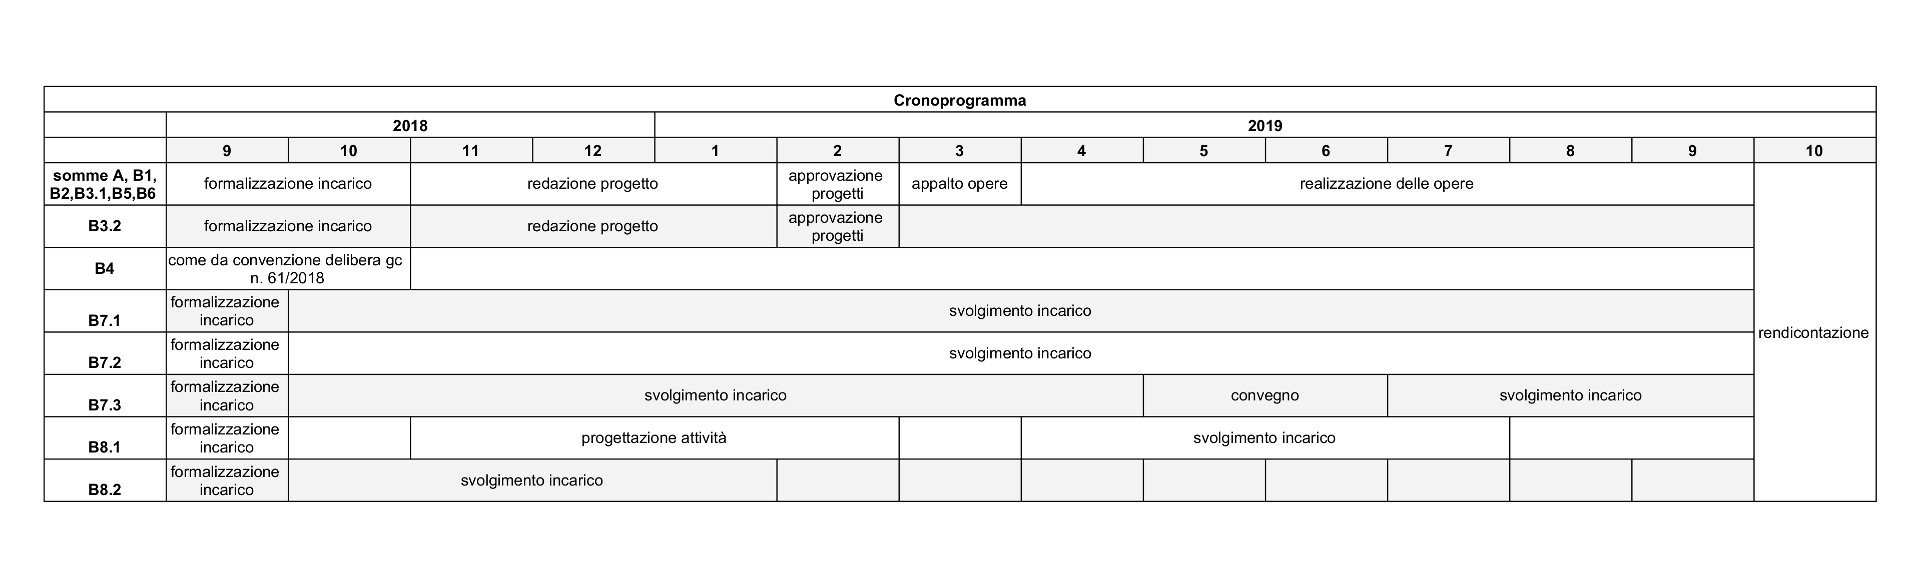 Cronoprogramma
2018 2019
9 10 11 12 1 2 3 4 5 6 7 8 9 10
somme A, B1,
B2,B3.1,B5,B6
formalizzazione incarico
redazione progetto
approvazione
progetti
appalto opere
realizzazione delle opere
B3.2
formalizzazione incarico
redazione progetto
approvazione
progetti
B4
come da convenzione delibera gc
n. 61/2018
B7.1
formalizzazione
incarico
svolgimento incarico
rendicontazione
B7.2
formalizzazione
incarico
svolgimento incarico
B7.3
formalizzazione
incarico
svolgimento incarico
convegno
svolgimento incarico
B8.1
formalizzazione
incarico
progettazione attività
svolgimento incarico
B8.2
formalizzazione
incarico
svolgimento incarico